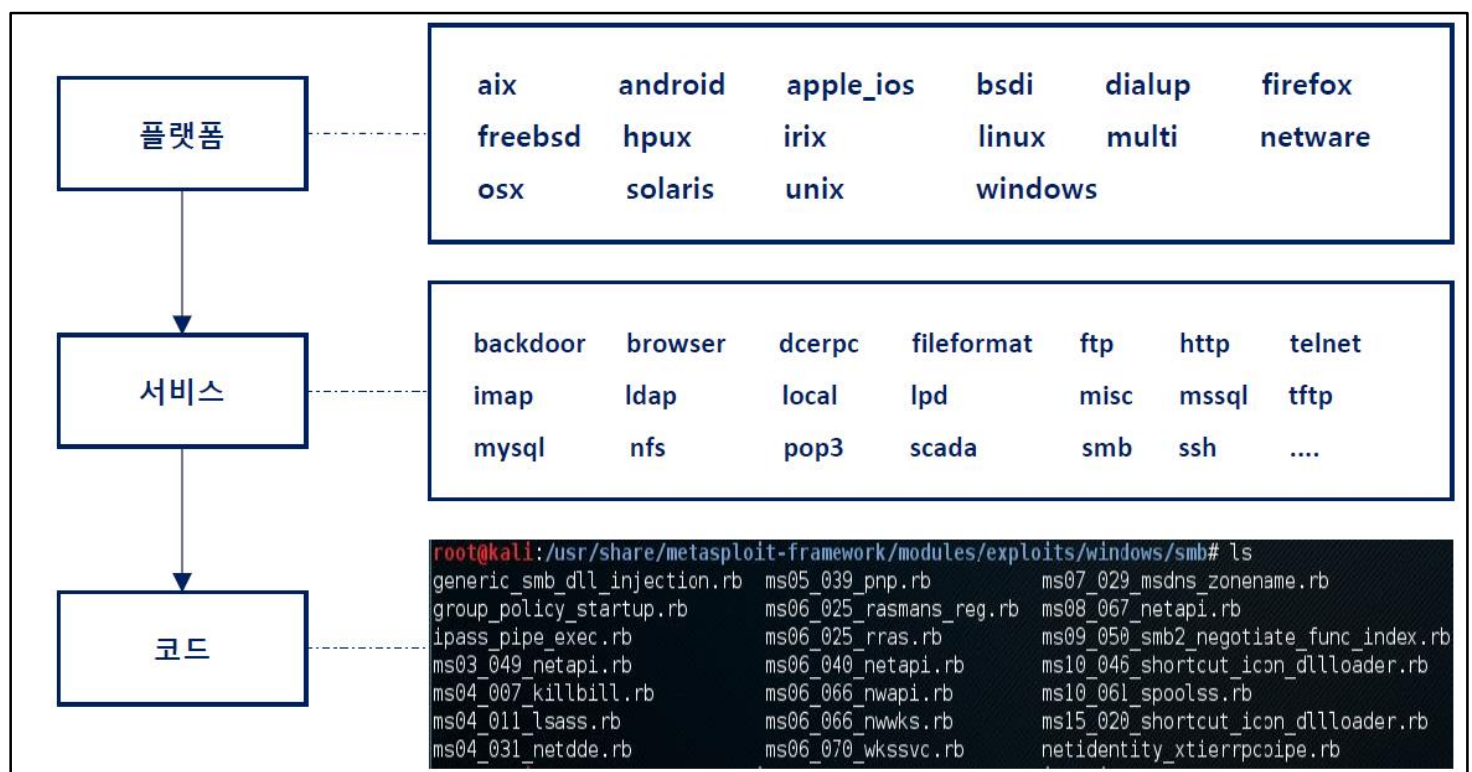 플랫폼
aix android apple_ios bsdi dialup firefox
freebsd hpux irix linux multi netware
osx solaris unix windows
서비스
backdoor browser dcerpc fileformat ftp http telnet
imap ldap local lpd misc mssql tftp
mysql nfs pop3 scada smb ssh ....
코드
root@kali:/usr/share/metasploit-framework/modules/exploits/windows/smb# ls
generic_smb_dll_injection.rb ms05_039_pnp.rb ms07_029_msdns_zonename.rb
group_policy_startup.rb ms06_025_rasmans_reg.rb ms08_067_netapi.rb
ipass_pipe_exec.rb ms06_025_rras.rb ms09_050_smb2_negotiate_func_index.rb
ms03_049_netapi.rb ms06_040_netapi.rb ms10_046_shortcut_icon_dllloader.rb
ms04_007_killbill.rb ms06_066_nwapi.rb ms10_061_spoolss.rb
ms04_011_lsass.rb ms06_066_nwwks.rb ms15_020_shortcut_icon_dllloader.rb
ms04_031_netdde.rb ms06_070_wkssvc.rb netidentity_xtierrpcpipe.rb